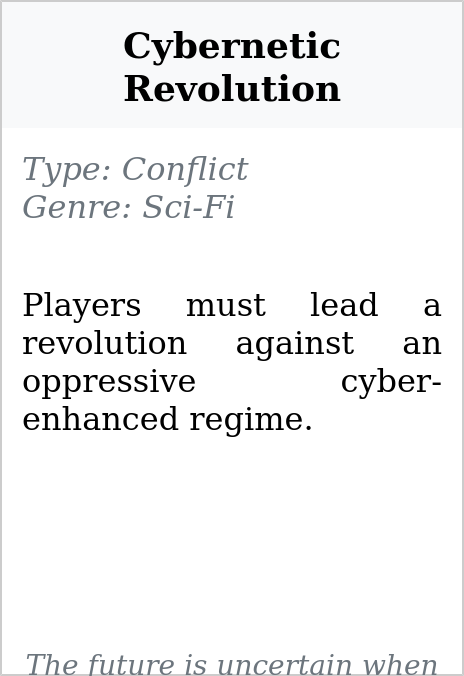 Cybernetic
Revolution
Type: Conflict
Genre: Sci-Fi
Players must lead a
revolution against an
oppressive cyber-
enhanced regime.
The future is uncertain when